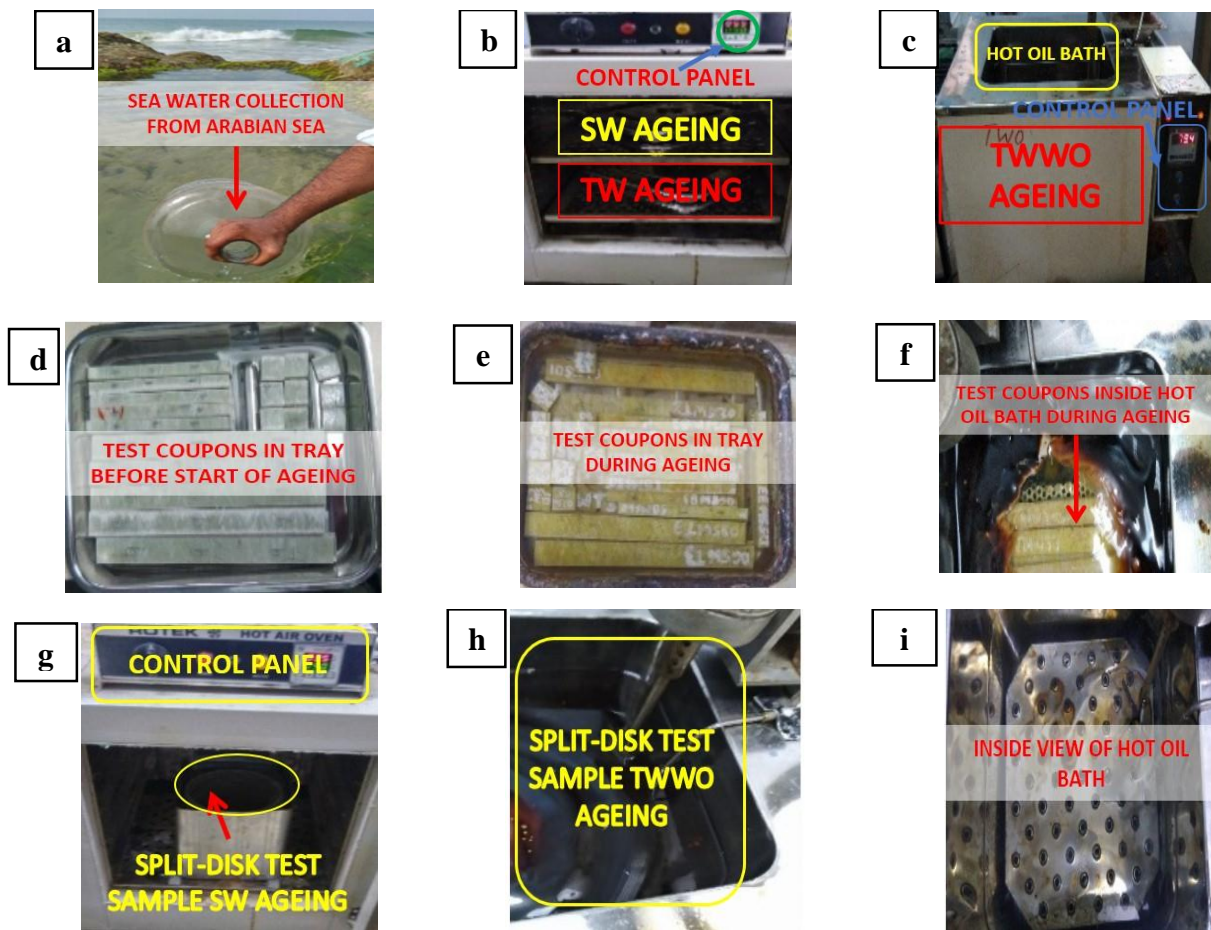 a
SEA WATER COLLECTION
FROM ARABIAN SEA
b
CONTROL PANEL
SW AGEING
TW AGEING
c
HOT OIL BATH
CONTROL PANEL
TWO
TWWO
AGEING
d
TEST COUPONS IN TRAY
BEFORE START OF AGEING
e
TEST COUPONS IN TRAY
DURING AGEING
f
TEST COUPONS INSIDE HOT
OIL BATH DURING AGEING
g
HOT AIR OVEN
CONTROL PANEL
SPLIT-DISK TEST
SAMPLE SW AGEING
h
SPLIT-DISK TEST
SAMPLE TWWO
AGEING
i
INSIDE VIEW OF HOT OIL
BATH